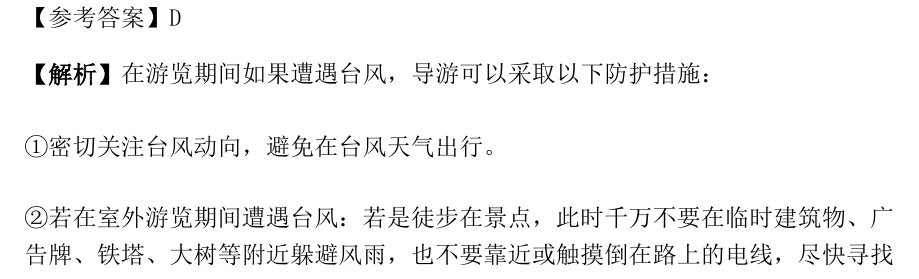 【参考答案】D
【解析】在游览期间如果遭遇台风，导游可以采取以下防护措施：
①密切关注台风动向，避免在台风天气出行。
②若在室外游览期间遭遇台风：若是徒步在景点，此时千万不要在临时建筑物、广
告牌、铁塔、大树等附近躲避风雨，也不要靠近或触摸倒在路上的电线，尽快寻找